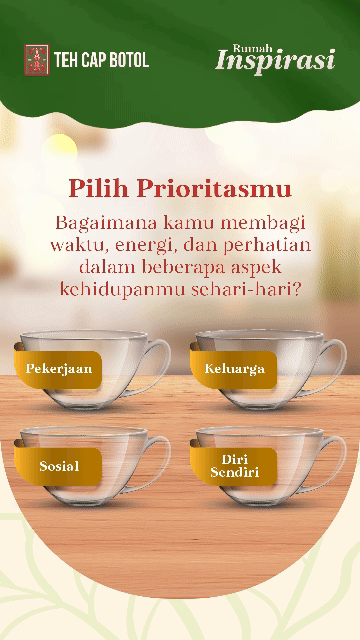 TEH CAP BOTOL
Rumah
Inspirasi
Pilih Prioritasmu
Bagaimana kamu membagi
waktu, energi, dan perhatian
dalam beberapa aspek
kehidupanmu sehari-hari?
Pekerjaan
Keluarga
Sosial
Diri
Sendiri